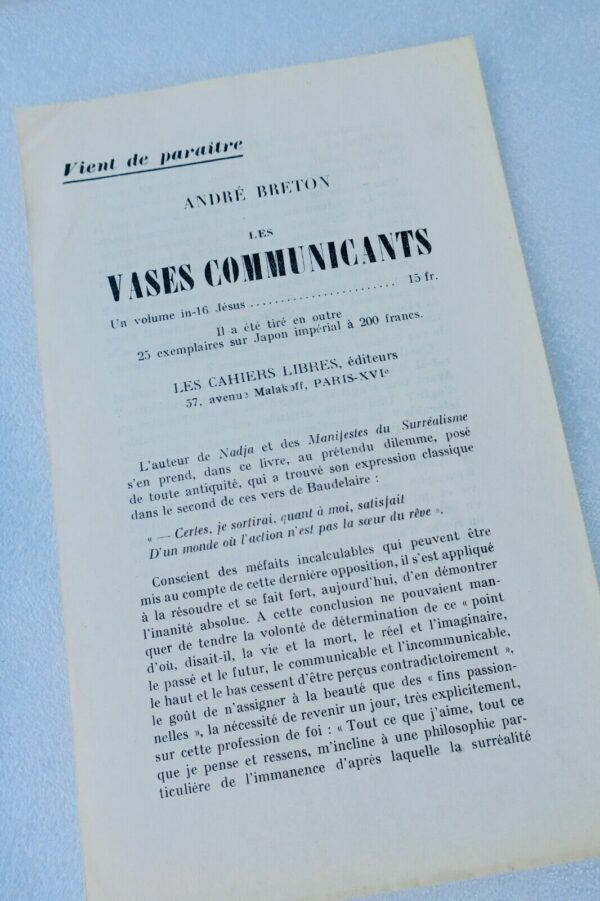 Vient de paraître
ANDRÉ BRETON
LES
VASES COMMUNICANTS
Un volume in-16 Jésus ........................ 15 fr.
Il a été tiré en outre
25 exemplaires sur Japon impérial à 200 francs.
LES CAHIERS LIBRES, éditeurs
57, avenue Malakoff, PARIS-XVIe
L'auteur de Nadja et des Manifestes du Surréalisme
s'en prend, dans ce livre, au prétendu dilemme, posé
de toute antiquité, qui a trouvé son expression classique
dans le second de ces vers de Baudelaire :
« — Certes, je sortirai, quant à moi, satisfait
D'un monde où l'action n'est pas la sœur du rêve ».
Conscient des méfaits incalculables qui peuvent être
mis au compte de cette dernière opposition, il s'est appliqué
à la résoudre et se fait fort, aujourd'hui, d'en démontrer
l'inanité absolue. A cette conclusion ne pouvaient man-
quer de tendre la volonté de détermination de ce « point
d'où, disait-il, la vie et la mort, le réel et l'imaginaire,
le passé et le futur, le communicable et l'incommunicable,
le haut et le bas cessent d'être perçus contradictoirement »,
le goût de n'assigner à la beauté que des « fins passion-
nelles », la nécessité de revenir un jour, très explicitement,
sur cette profession de foi : « Tout ce que j'aime, tout ce
que je pense et ressens, m'incline à une philosophie par-
ticulière de l'immanence d'après laquelle la surréalité